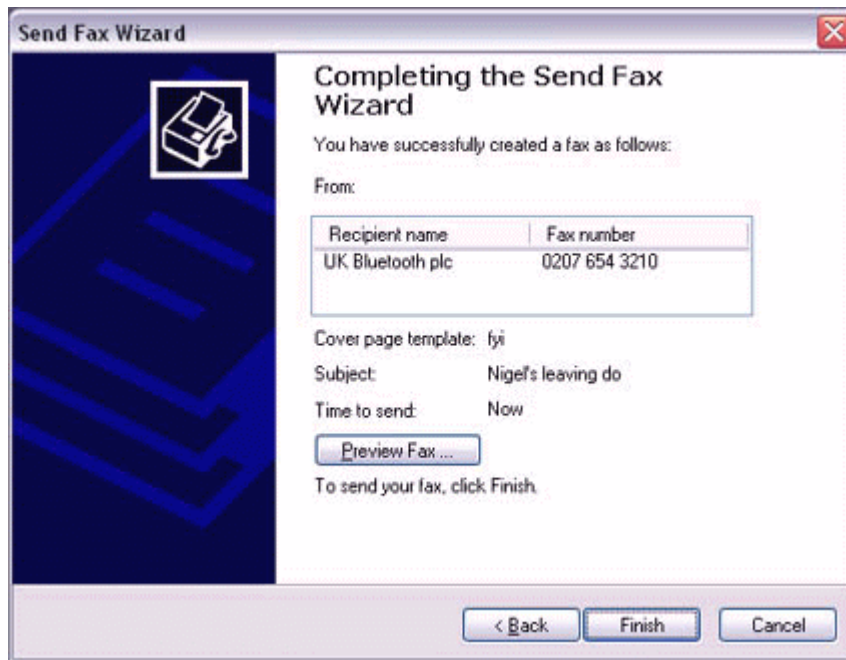 Send Fax Wizard
Completing the Send Fax
Wizard
You have successfully created a fax as follows:
From:
Recipient name Fax number
UK Bluetooth plc 0207 654 3210
Cover page template: fyi
Subject: Nigel's leaving do
Time to send: Now
Preview Fax ...
To send your fax, click Finish.
< Back Finish Cancel